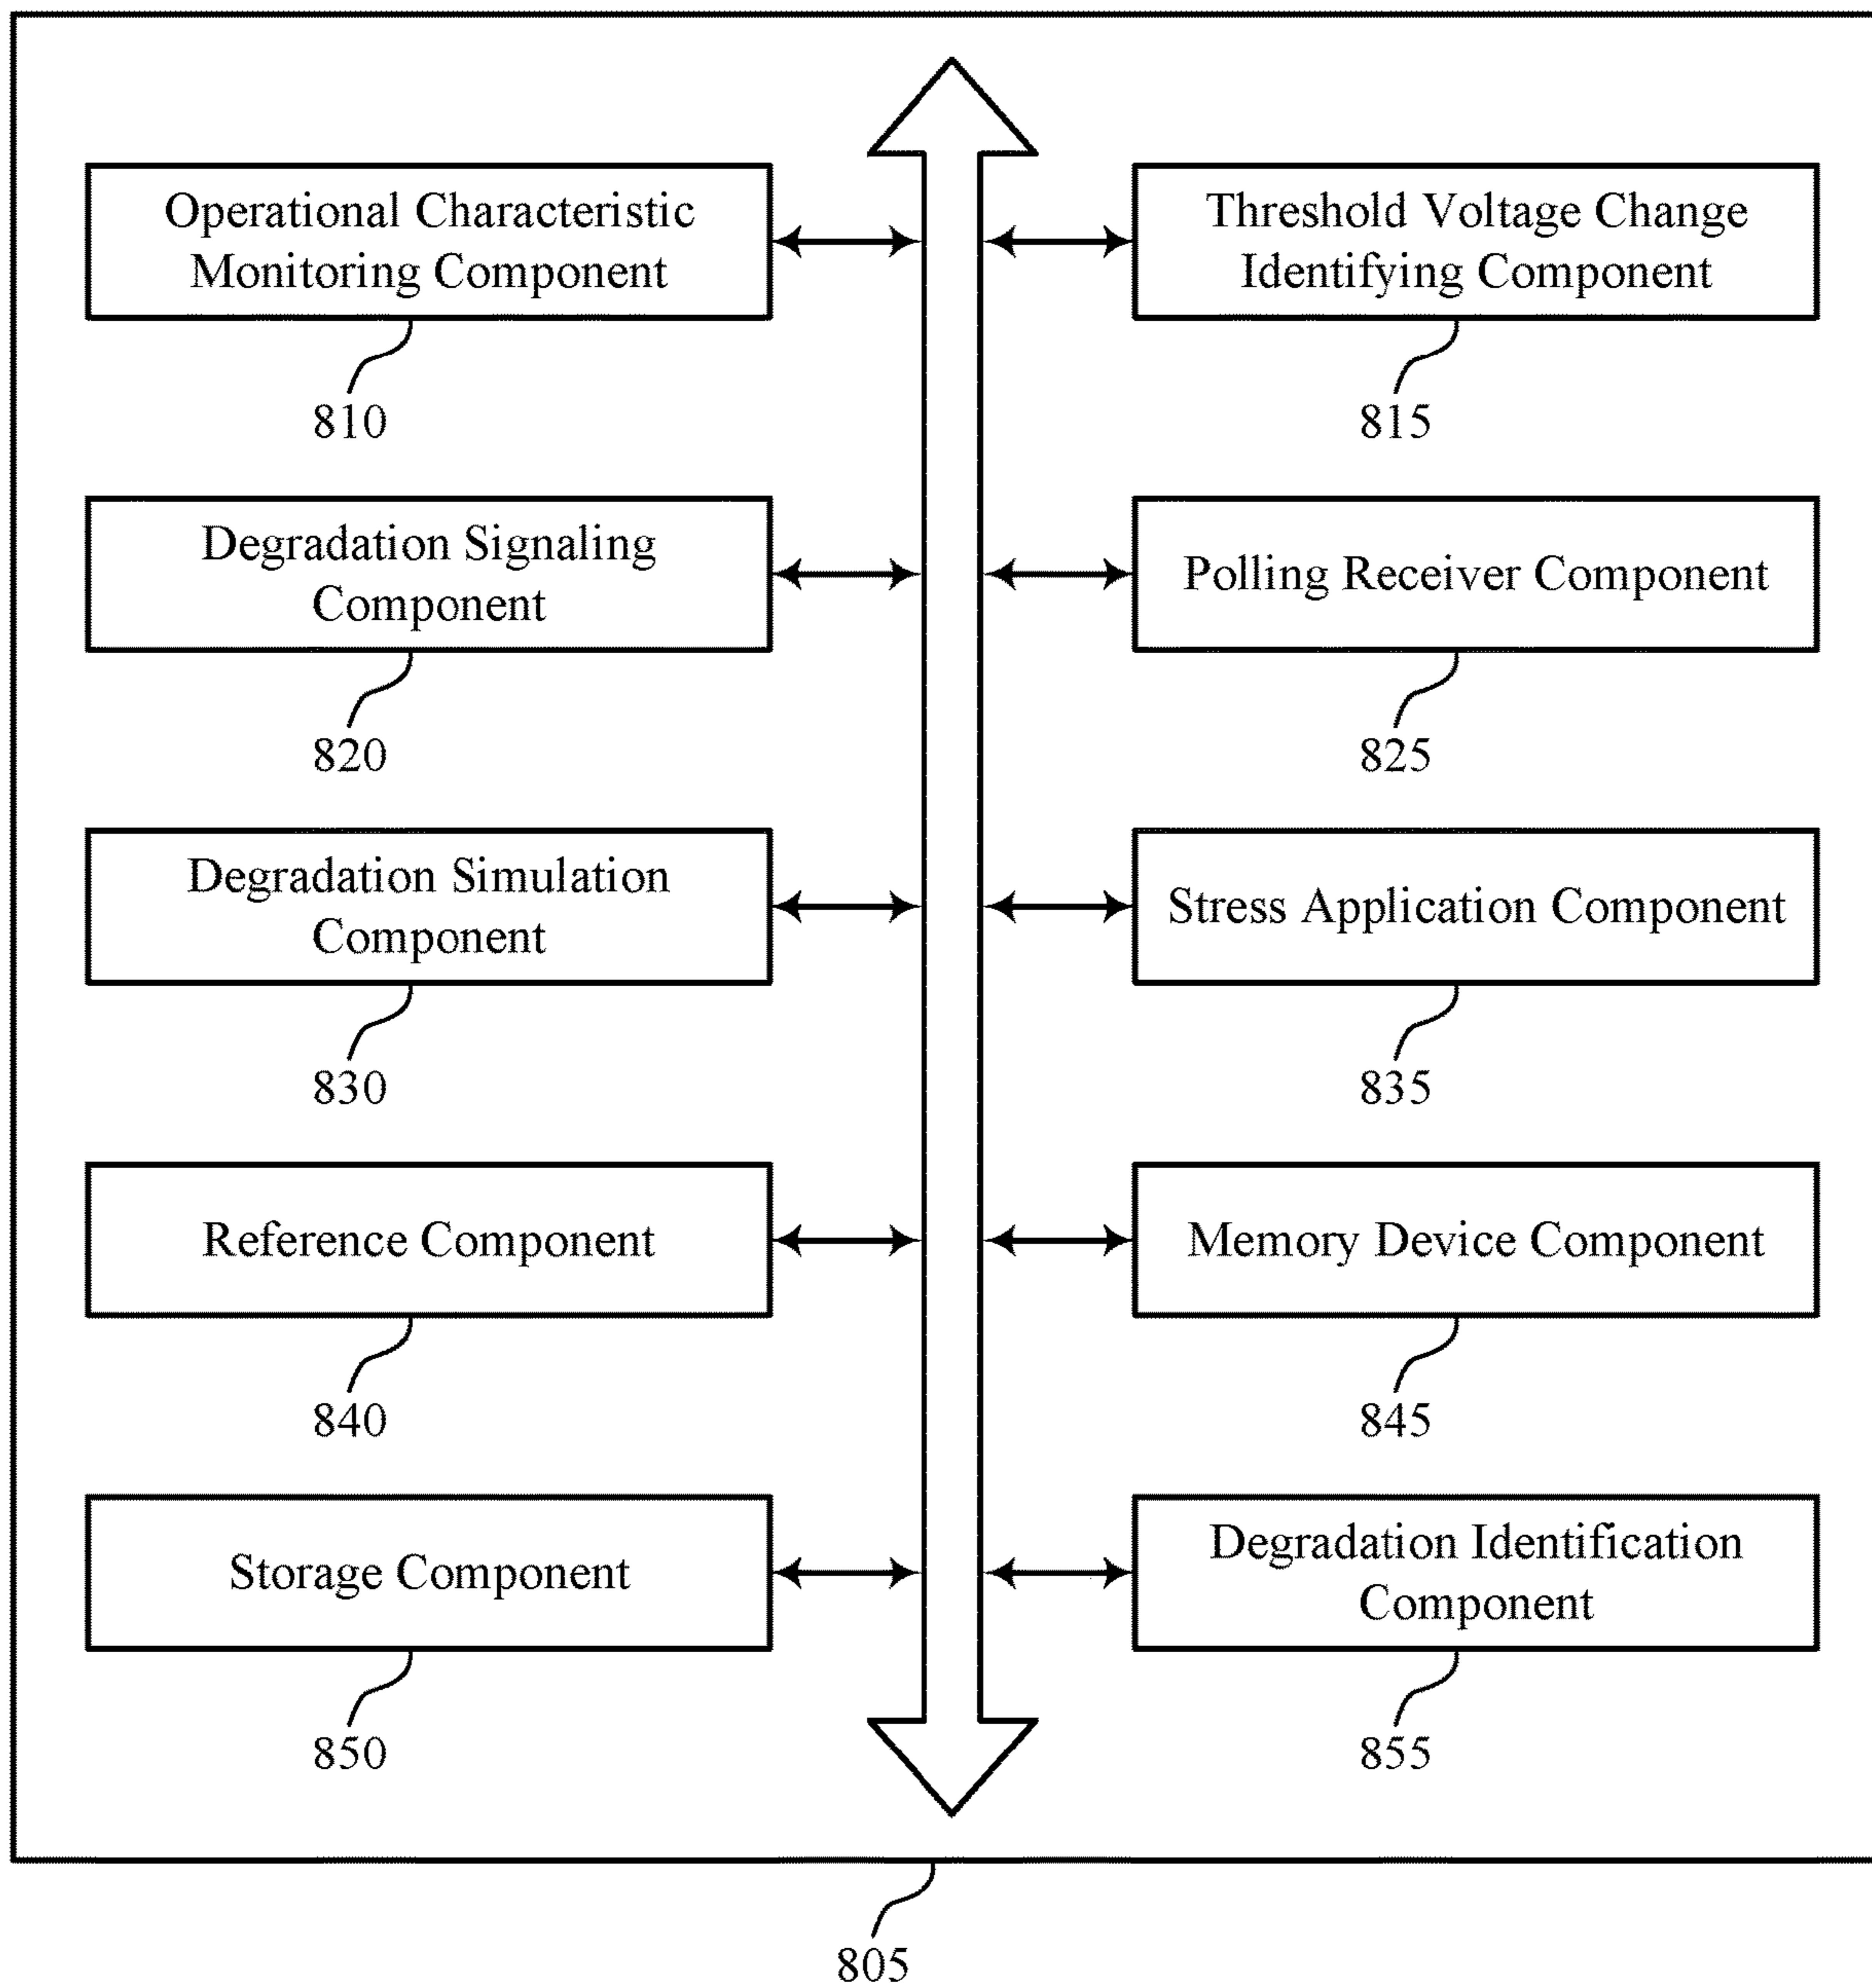 Operational Characteristic
Monitoring Component
810
Threshold Voltage Change
Identifying Component
815
Degradation Signaling
Component
820
Polling Receiver Component
825
Degradation Simulation
Component
830
Stress Application Component
835
Reference Component
840
Memory Device Component
845
Storage Component
850
Degradation Identification
Component
855
805